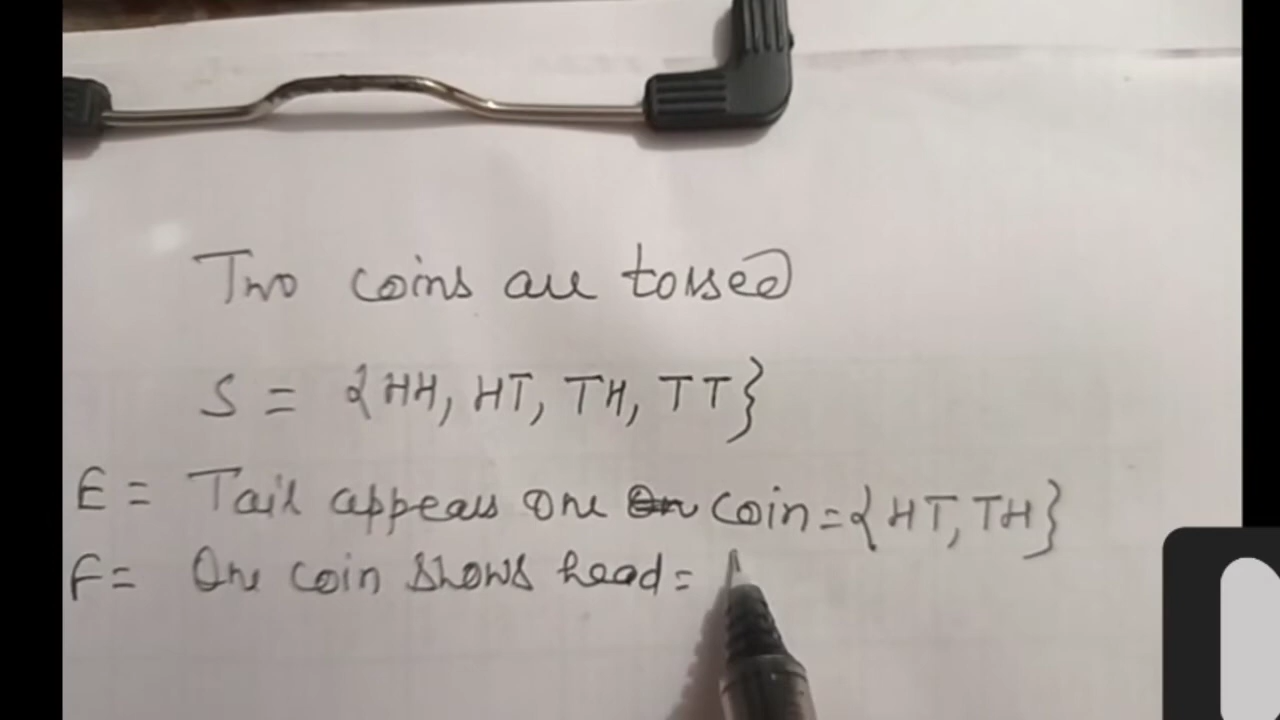 Two coins are tossed
S = {HH, HT, TH, TT}
E = Tail appears one coin = {HT, TH}
F = One coin shows head =